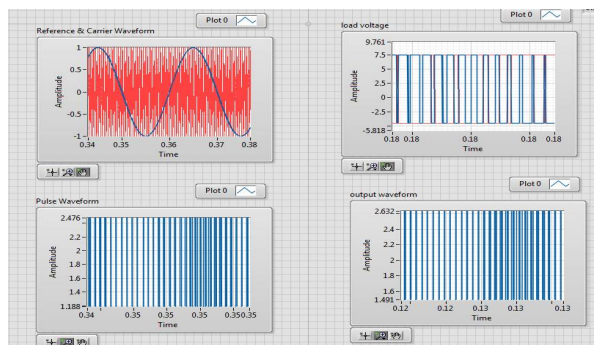 Plot 0
Reference & Carrier Waveform
1
0.5
0
-0.5
-1
Amplitude
0.34 0.35 0.36 0.37 0.38
Time
Plot 0
load voltage
9.761
7.5
5
2.5
0
-2.5
-5.818
Amplitude
0.18 0.18 0.18 0.18 0.18
Time
Plot 0
Pulse Waveform
2.476
2.2
2
1.8
1.6
1.4
1.188
Amplitude
0.34 0.35 0.35 0.35 0.350.35
Time
Plot 0
output waveform
2.632
2.4
2.2
2
1.8
1.6
1.491
Amplitude
0.12 0.12 0.13 0.13 0.13
Time